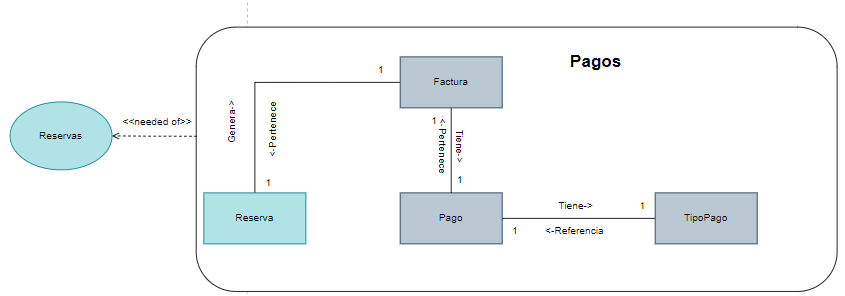 Pagos
Factura
1
Genera->
<-Pertenece
1
Reserva
<<needed of>>
Reservas
1
<-Pertenece
Tiene->
1
Pago
Tiene->
1
1
<-Referencia
TipoPago